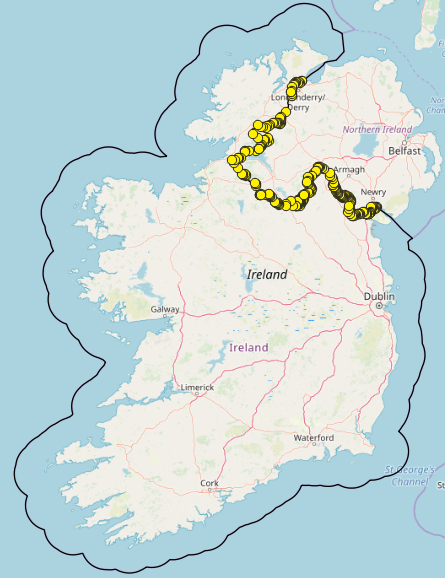 Londonderry/
Derry
Northern Ireland
Belfast
Armagh
Newry
Ireland
Dublin
Galway
Ireland
Limerick
Waterford
Cork
St George's
Channel